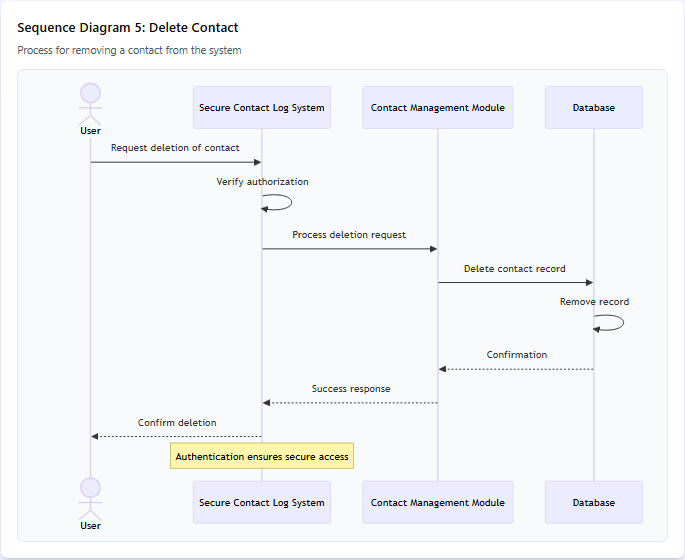 Sequence Diagram 5: Delete Contact
Process for removing a contact from the system
User
Secure Contact Log System
Contact Management Module
Database
Request deletion of contact
Verify authorization
Process deletion request
Delete contact record
Remove record
Confirmation
Success response
Confirm deletion
Authentication ensures secure access
User
Secure Contact Log System
Contact Management Module
Database